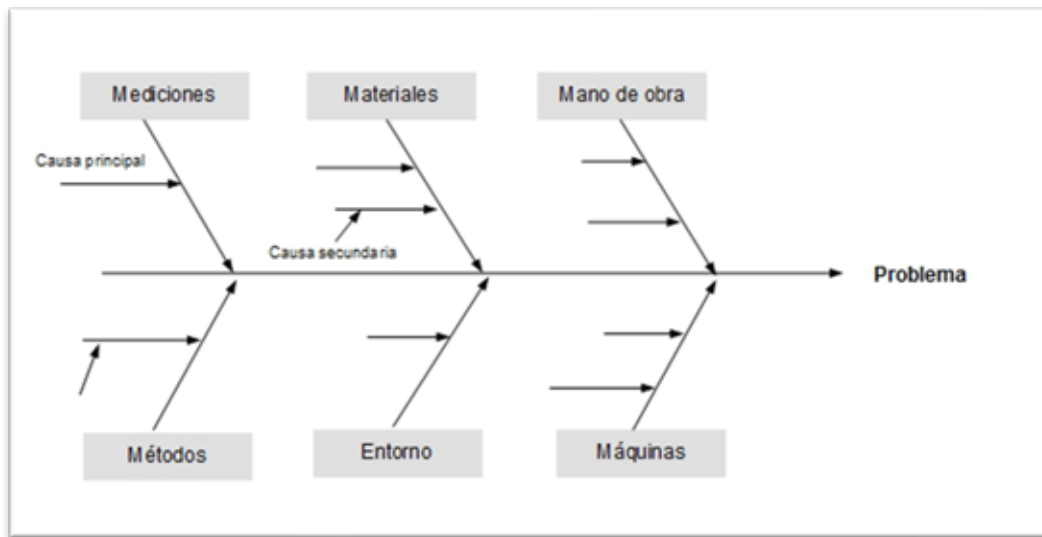 Mediciones
Materiales
Mano de obra
Causa principal
Causa secundaria
Problema
Métodos
Entorno
Máquinas